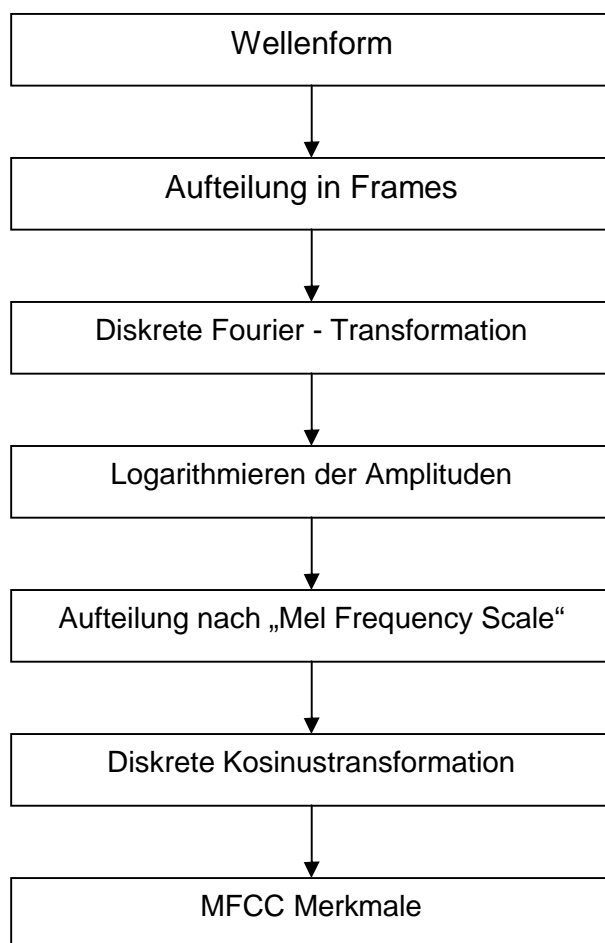 Wellenform
Aufteilung in Frames
Diskrete Fourier - Transformation
Logarithmieren der Amplituden
Aufteilung nach „Mel Frequency Scale“
Diskrete Kosinustransformation
MFCC Merkmale